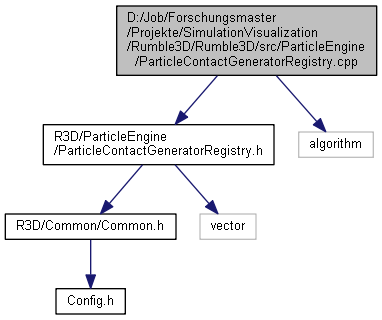 D:/Job/Forschungsmaster
/Projekte/SimulationVisualization
/Rumble3D/Rumble3D/src/ParticleEngine
/ParticleContactGeneratorRegistry.cpp
R3D/ParticleEngine
/ParticleContactGeneratorRegistry.h
algorithm
R3D/Common/Common.h
vector
Config.h